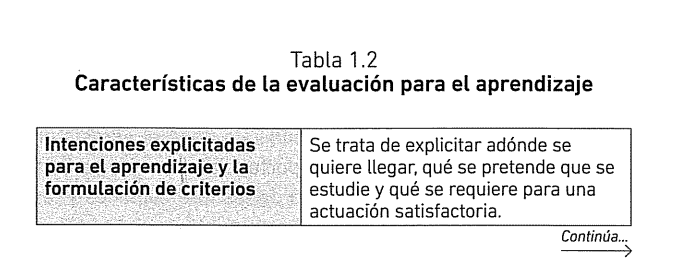 Tabla 1.2
Características de la evaluación para el aprendizaje
Intenciones explicitadas
para el aprendizaje y la
formulación de criterios
Se trata de explicitar adónde se
quiere llegar, qué se pretende que se
estudie y qué se requiere para una
actuación satisfactoria.
Continúa...